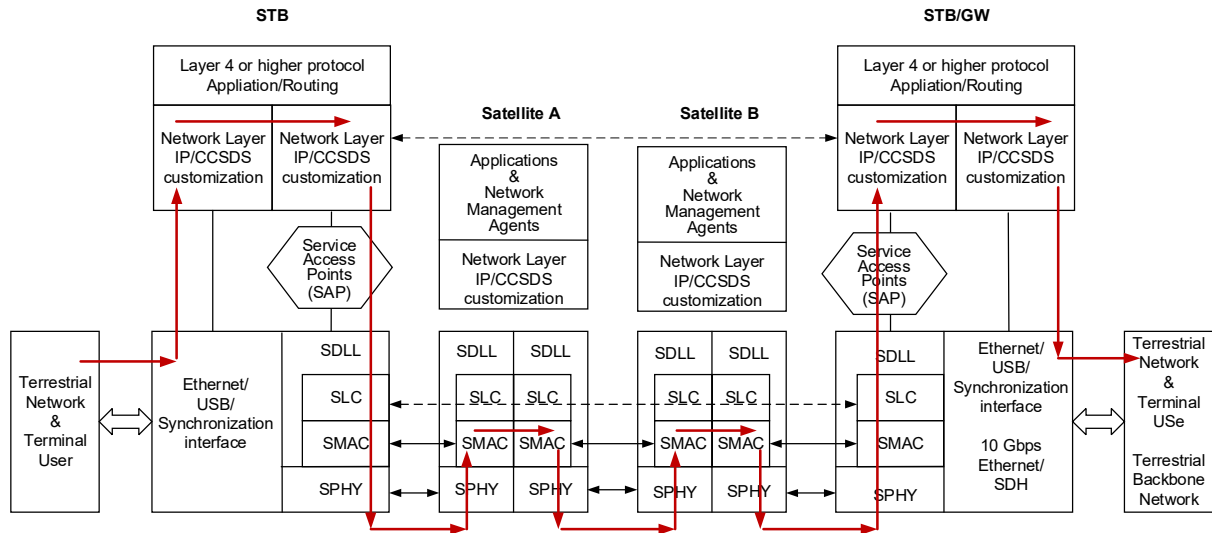 STB
STB/GW
Layer 4 or higher protocol
Appliation/Routing
Network Layer
IP/CCSDS
customization
Network Layer
IP/CCSDS
customization
Service
Access
Points
(SAP)
Satellite A
Applications
&
Network
Management
Agents
Network Layer
IP/CCSDS
customization
Satellite B
Applications
&
Network
Management
Agents
Network Layer
IP/CCSDS
customization
Layer 4 or higher protocol
Appliation/Routing
Network Layer
IP/CCSDS
customization
Network Layer
IP/CCSDS
customization
Service
Access
Points
(SAP)
Terrestrial
Network
&
Terminal
User
Ethernet/
USB/
Synchronization
interface
SDLL
SLC
SMAC
SPHY
SDLL
SLC
SMAC
SPHY
SDLL
SLC
SMAC
SPHY
SDLL
SLC
SMAC
SPHY
SDLL
SLC
SMAC
SPHY
SDLL
SLC
SMAC
SPHY
Ethernet/
USB/
Synchronization
interface
10 Gbps
Ethernet/
SDH
Terrestrial
Network
&
Terminal
USe
Terrestrial
Backbone
Network